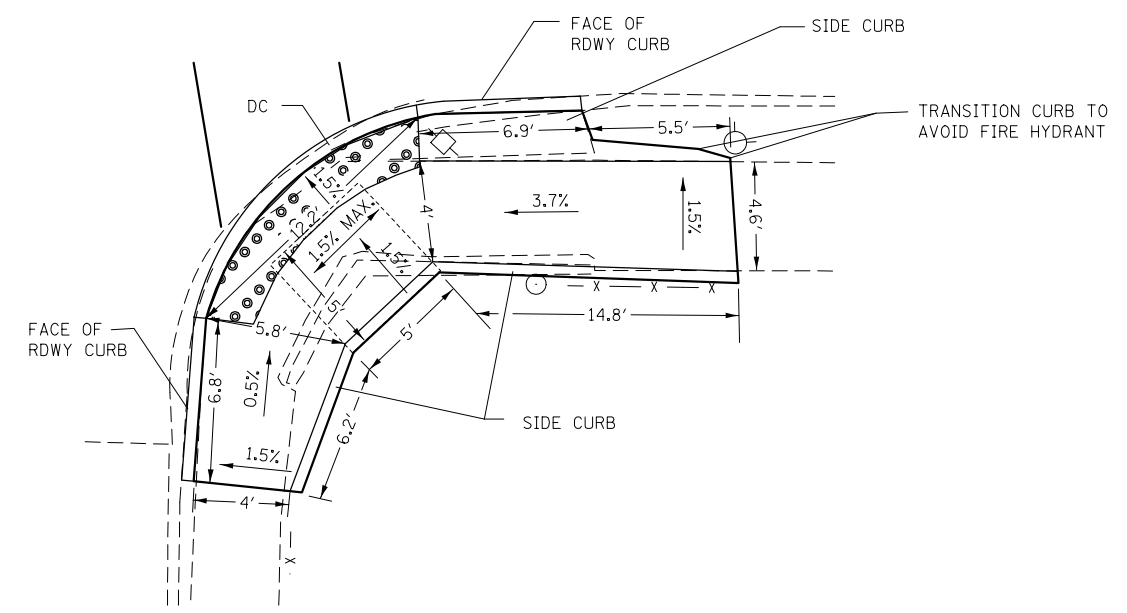 FACE OF
RDWY CURB
SIDE CURB
DC
TRANSITION CURB TO
AVOID FIRE HYDRANT
6.9'
5.5'
1.5%
3.7%
1.5%
4.6'
4'
12.2'
1.5% MAX.
1.5%
5'
14.8'
FACE OF
RDWY CURB
5.8'
5'
6.8'
0.5%
SIDE CURB
6.2'
1.5%
4'
X
X
X
X